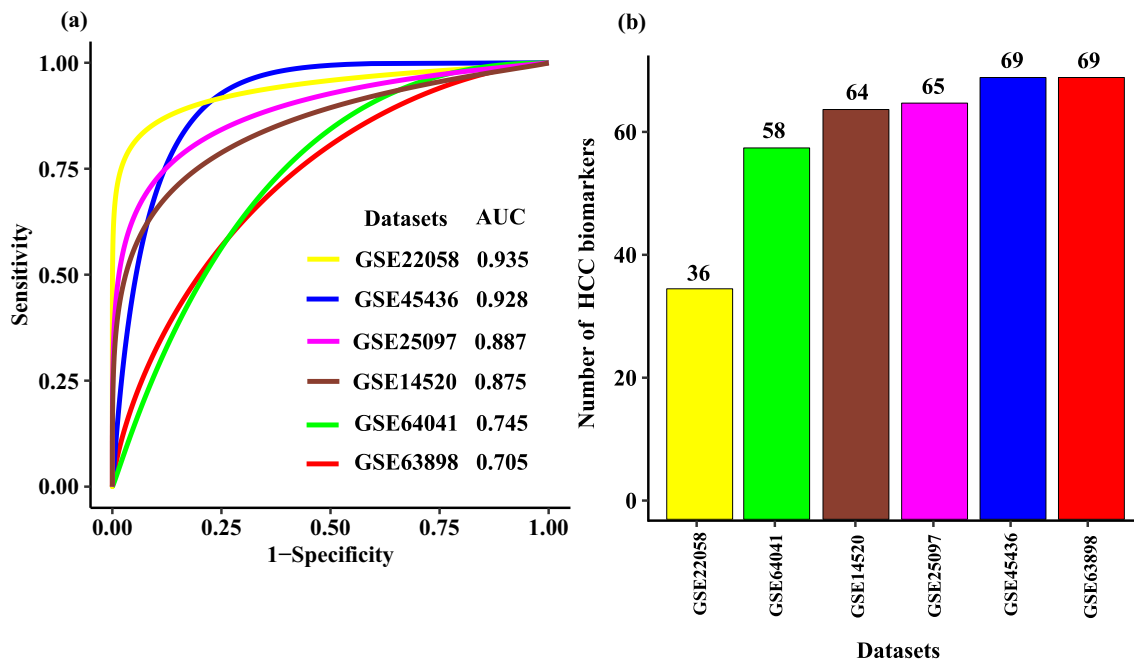 (a)
1.00
0.75
0.50
0.25
0.00
Sensitivity
Datasets AUC
GSE22058 0.935
GSE45436 0.928
GSE25097 0.887
GSE14520 0.875
GSE64041 0.745
GSE63898 0.705
0.00 0.25 0.50 0.75 1.00
1−Specificity
(b)
Number of HCC biomarkers
60
40
20
0
36
58
64
65
69
69
GSE22058
GSE64041
GSE14520
GSE25097
GSE45436
GSE63898
Datasets